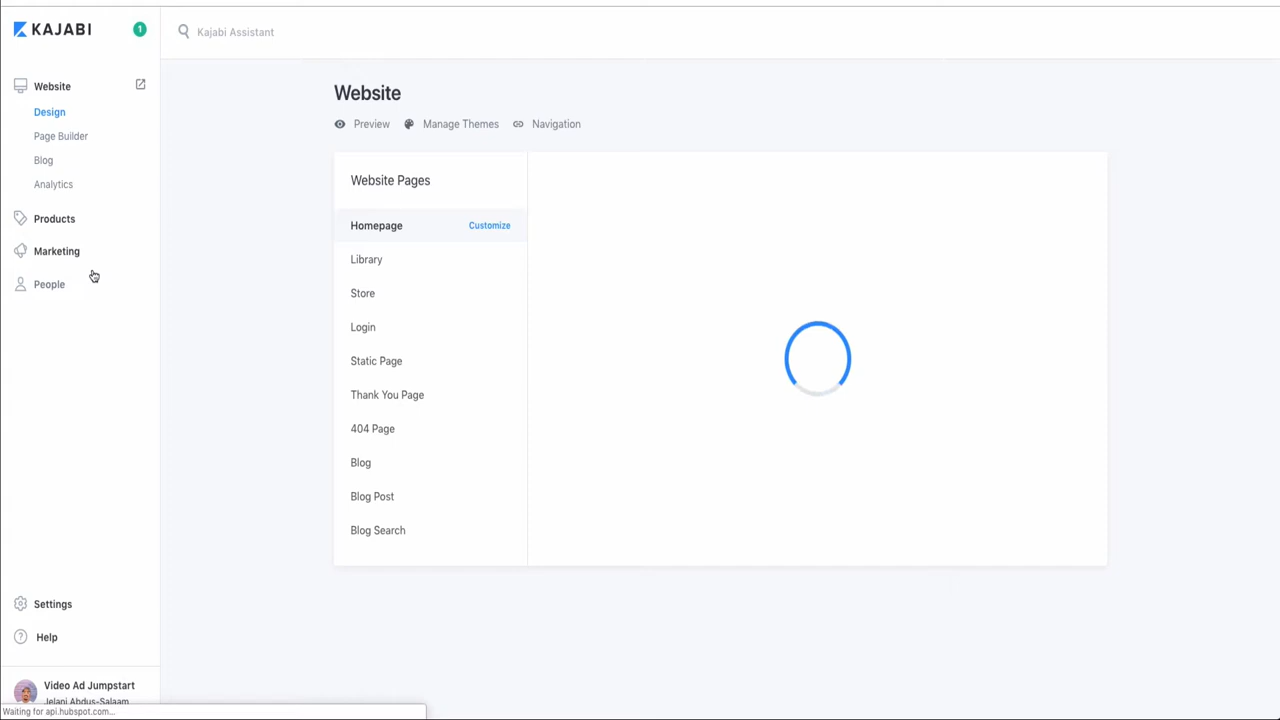 KAJABI
1
Kajabi Assistant
Website
Design
Page Builder
Blog
Analytics
Products
Marketing
People
Settings
? Help
Video Ad Jumpstart
Jelani Abdus-Salaam
Waiting for api.hubspot.com...
Website
Preview Manage Themes Navigation
Website Pages
Homepage Customize
Library
Store
Login
Static Page
Thank You Page
404 Page
Blog
Blog Post
Blog Search